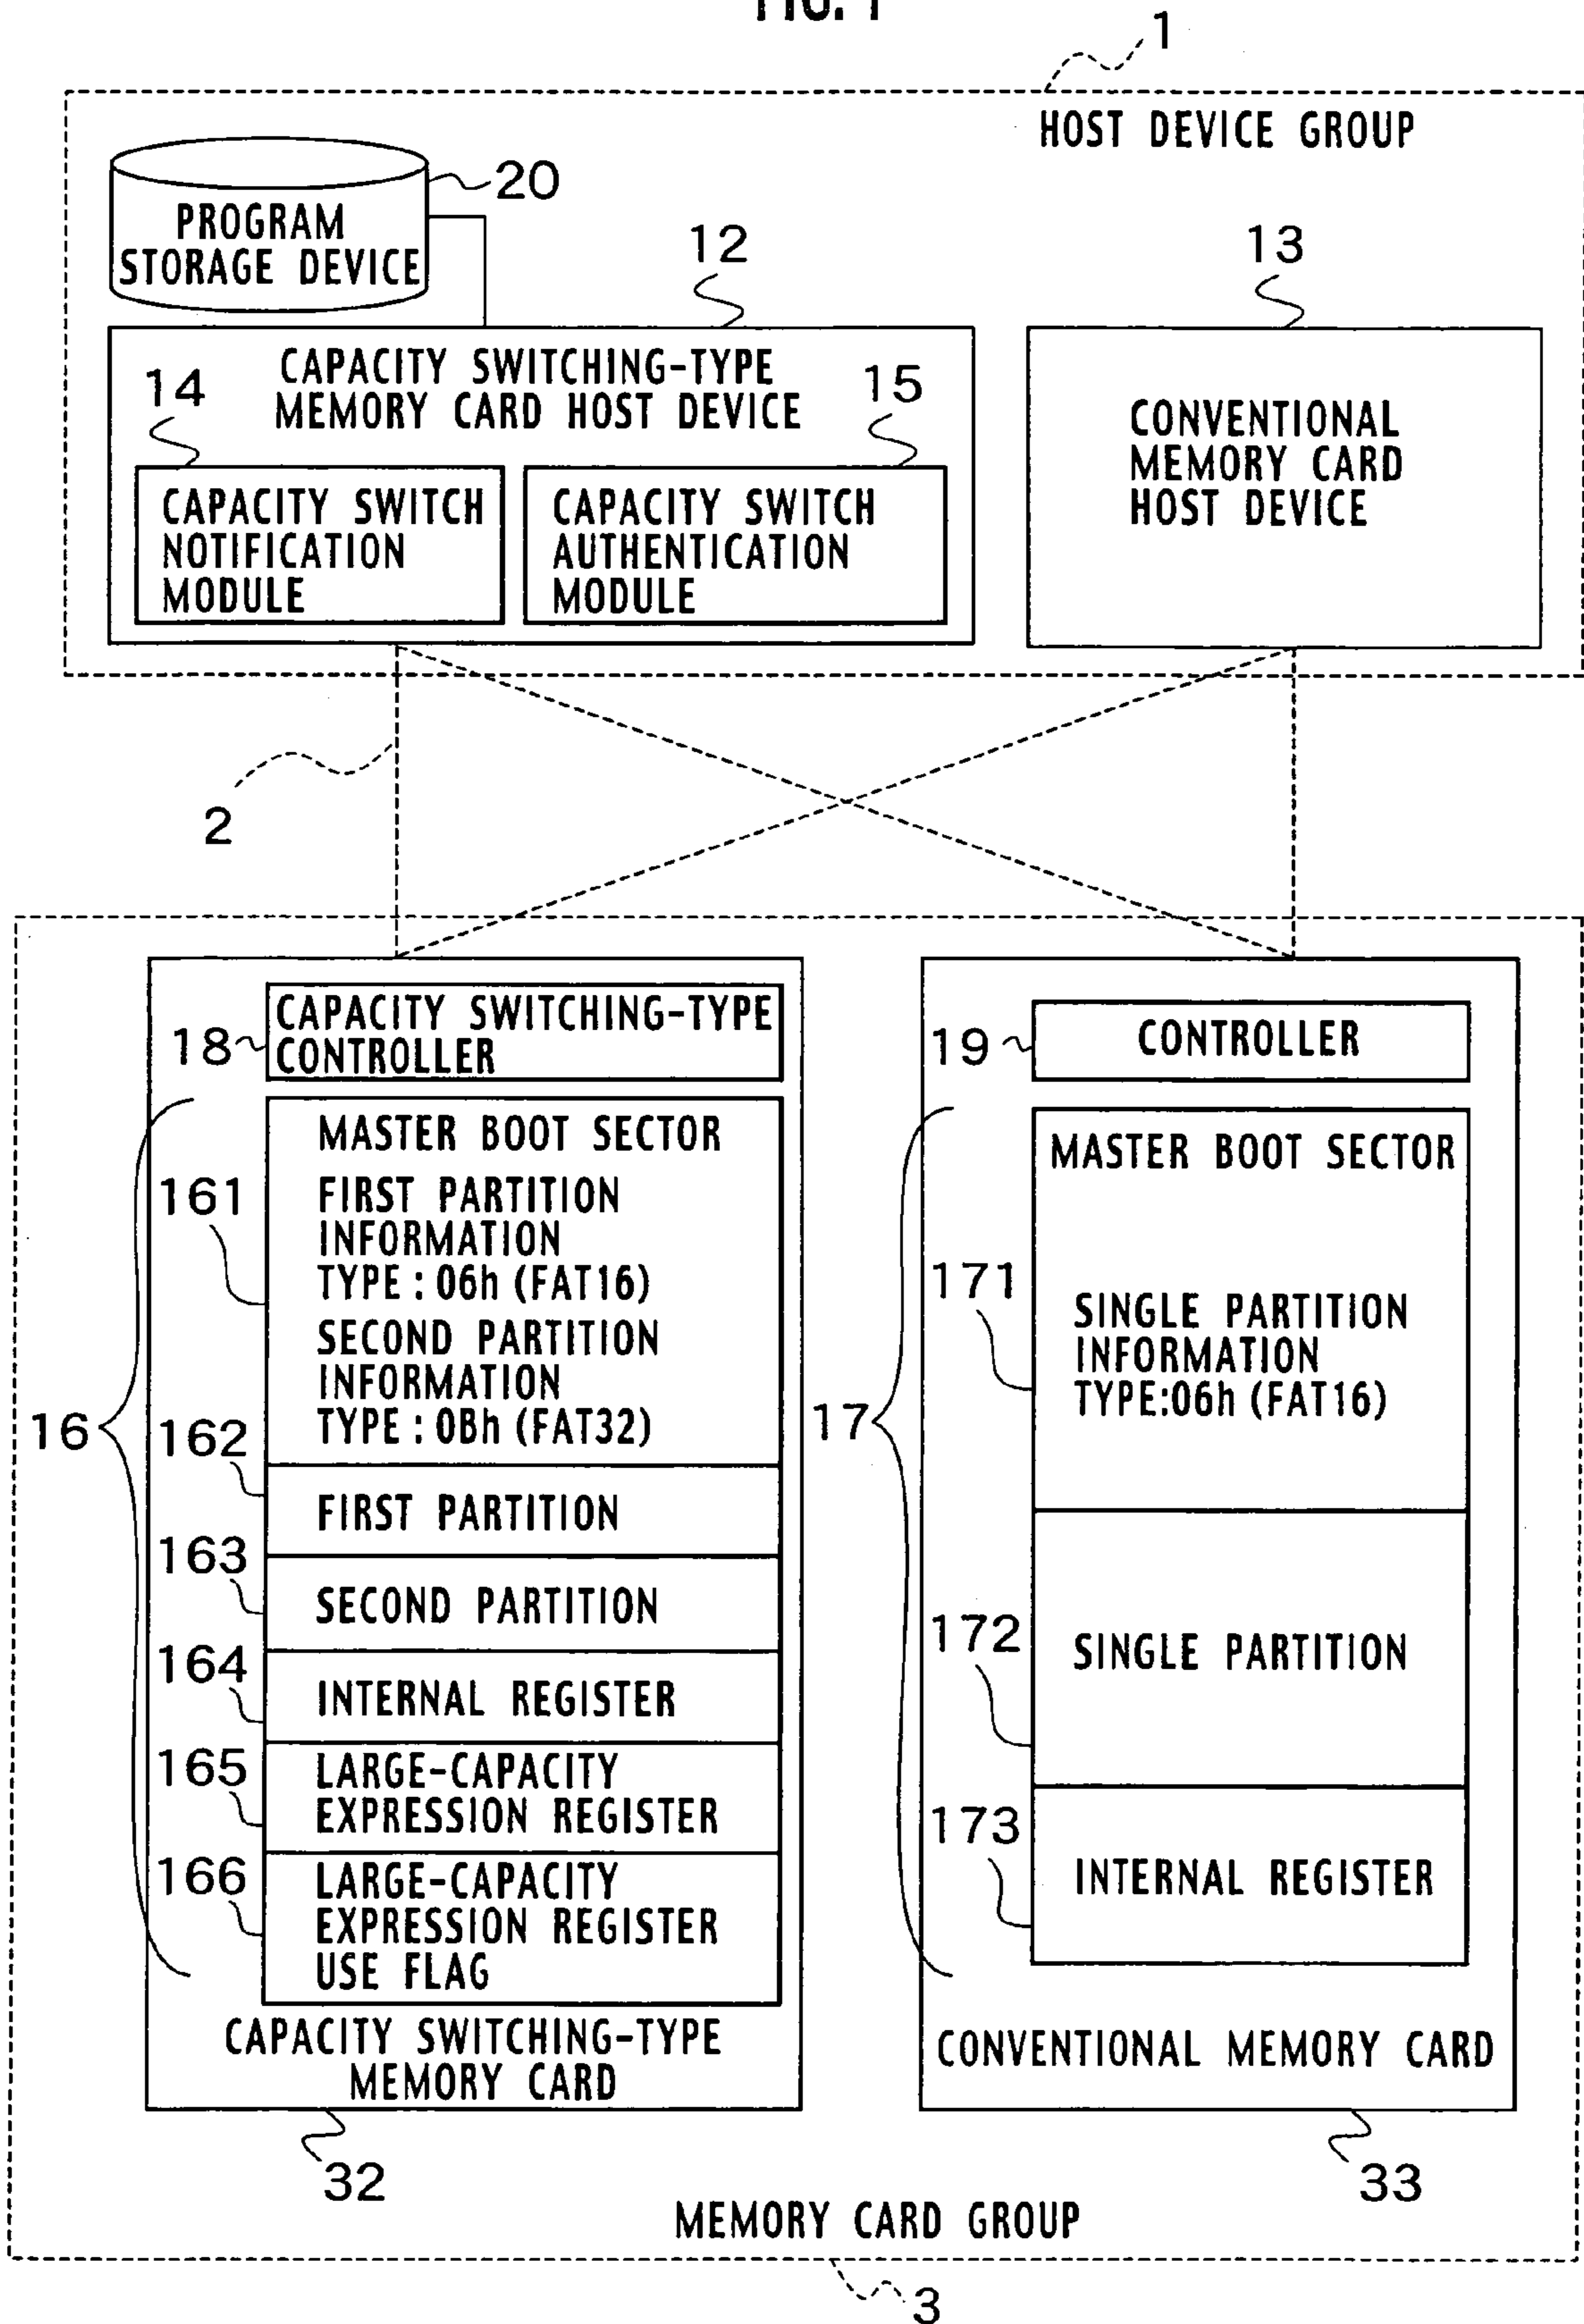 FIG. 1
1
HOST DEVICE GROUP
20
PROGRAM
STORAGE DEVICE
12
13
CAPACITY SWITCHING-TYPE
MEMORY CARD HOST DEVICE
14
15
CAPACITY SWITCH
NOTIFICATION
MODULE
CAPACITY SWITCH
AUTHENTICATION
MODULE
CONVENTIONAL
MEMORY CARD
HOST DEVICE
2
18
CAPACITY SWITCHING-TYPE
CONTROLLER
16
161
MASTER BOOT SECTOR
FIRST PARTITION
INFORMATION
TYPE : 06h (FAT16)
SECOND PARTITION
INFORMATION
TYPE : 0Bh (FAT32)
162
FIRST PARTITION
163
SECOND PARTITION
164
INTERNAL REGISTER
165
LARGE-CAPACITY
EXPRESSION REGISTER
166
LARGE-CAPACITY
EXPRESSION REGISTER
USE FLAG
CAPACITY SWITCHING-TYPE
MEMORY CARD
32
19
CONTROLLER
17
MASTER BOOT SECTOR
171
SINGLE PARTITION
INFORMATION
TYPE:06h (FAT16)
172
SINGLE PARTITION
173
INTERNAL REGISTER
CONVENTIONAL MEMORY CARD
33
MEMORY CARD GROUP
3